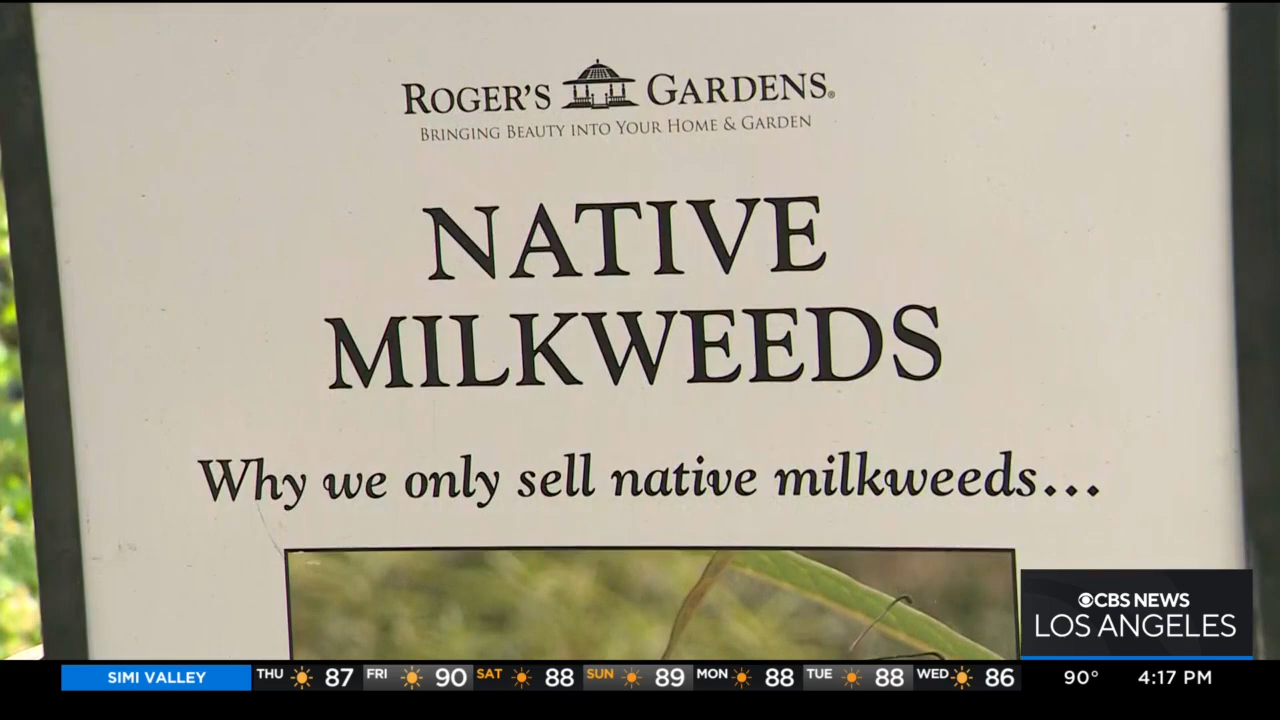 ROGER'S GARDENS®
BRINGING BEAUTY INTO YOUR HOME & GARDEN
NATIVE
MILKWEEDS
Why we only sell native milkweeds...
CBS NEWS
LOS ANGELES
SIMI VALLEY THU 87 FRI 90 SAT 88 SUN 89 MON 88 TUE 88 WED 86 90° 4:17 PM